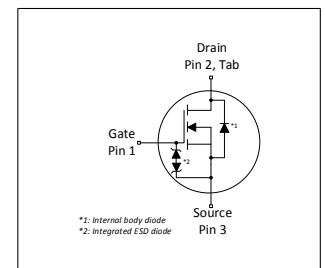 Drain
Pin 2, Tab
*1
Gate
Pin 1
*2
*1: Internal body diode
*2: Integrated ESD diode
Source
Pin 3